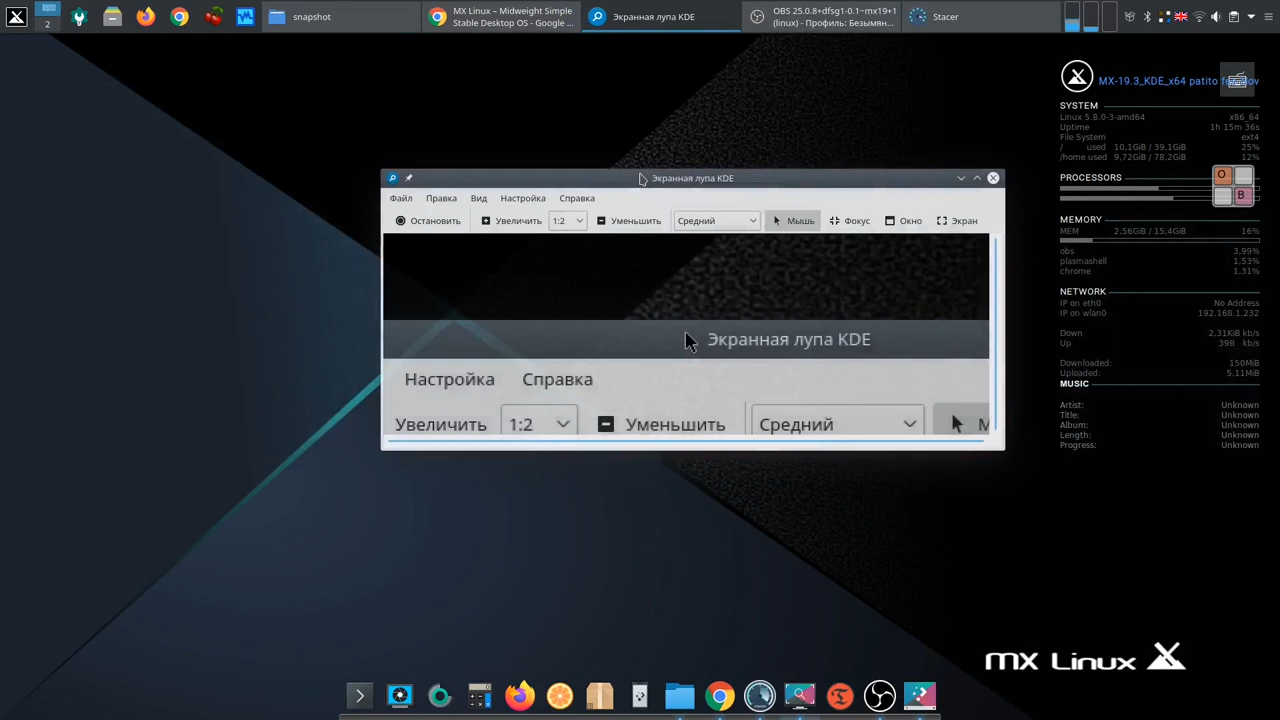 2
snapshot
MX Linux – Midweight Simple
Stable Desktop OS - Google ...
Экранная лупа KDE
OBS 25.0.8+dfsg1-0.1~mx19+1
(linux) - Профиль: Безымян...
Stacer
MX-19.3_KDE_x64 patito
SYSTEM
Linux 5.8.0-3-amd64 x86_64
Uptime 1h 15m 36s
File System ext4
/ used 10,1GiB / 39,1GiB 25%
/home used 9,72GiB / 78,2GiB 12%
PROCESSORS
O
B
MEMORY
MEM 2,56GiB / 15,4GiB 16%
obs 3,99%
plasmashell 1,53%
chrome 1,31%
NETWORK
IP on eth0 No Address
IP on wlan0 192.168.1.232
Down 2,31KiB kb/s
Up 39B kb/s
Downloaded: 150MiB
Uploaded: 5,11MiB
MUSIC
Artist: Unknown
Title: Unknown
Album: Unknown
Length: Unknown
Progress: Unknown
Экранная лупа KDE
Файл Правка Вид Настройка Справка
Остановить Увеличить 1:2 Уменьшить Средний Мышь Фокус Окно Экран
Экранная лупа KDE
Настройка Справка
Увеличить 1:2 Уменьшить Средний М
MX Linux